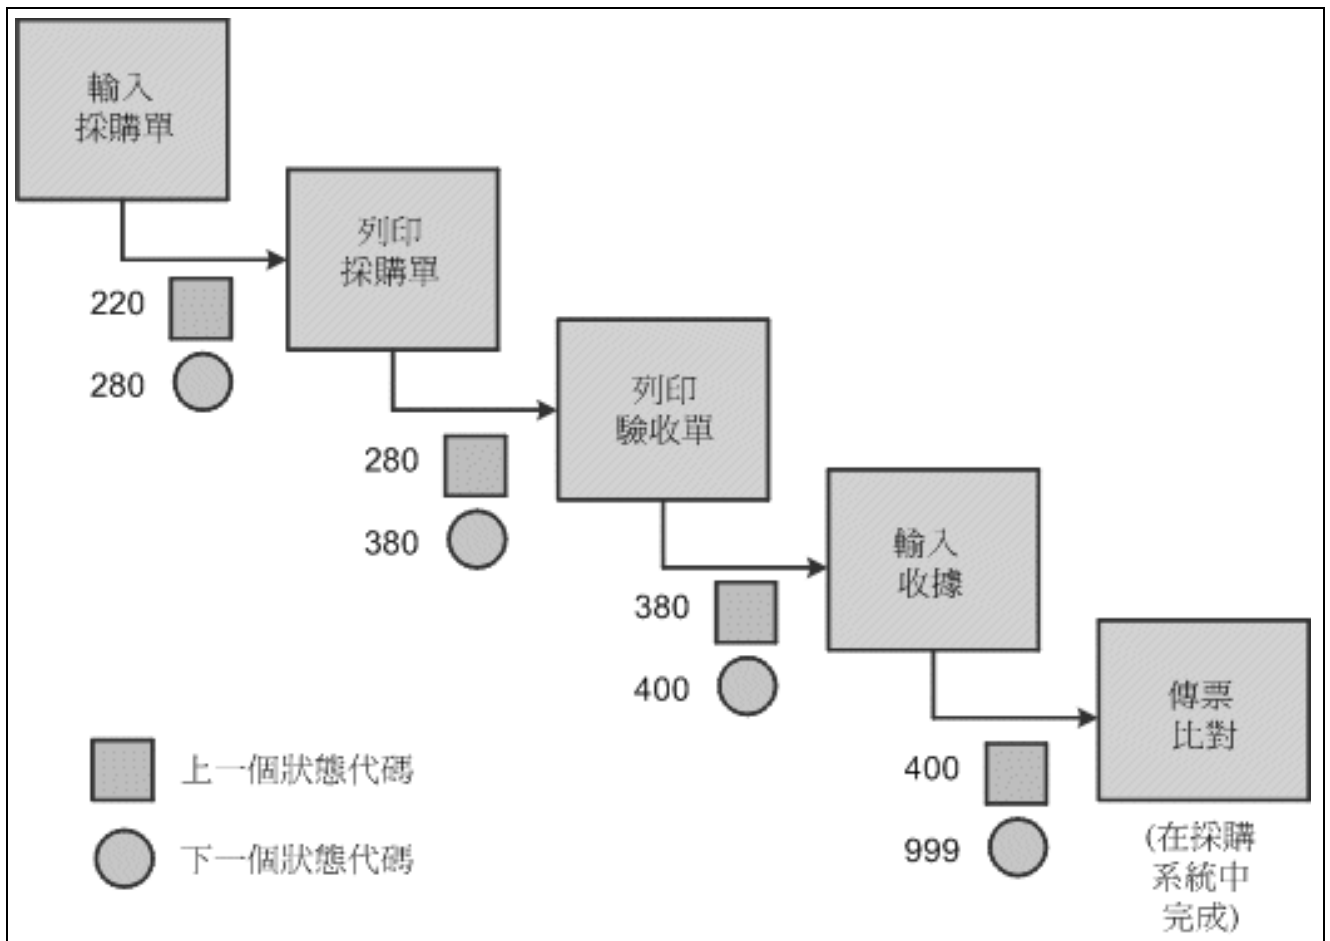 輸入
採購單
列印
採購單
220
280
列印
驗收單
280
380
輸入
收據
380
400
傳票
比對
400
999
(在採購
系統中
完成)
上一個狀態代碼
下一個狀態代碼